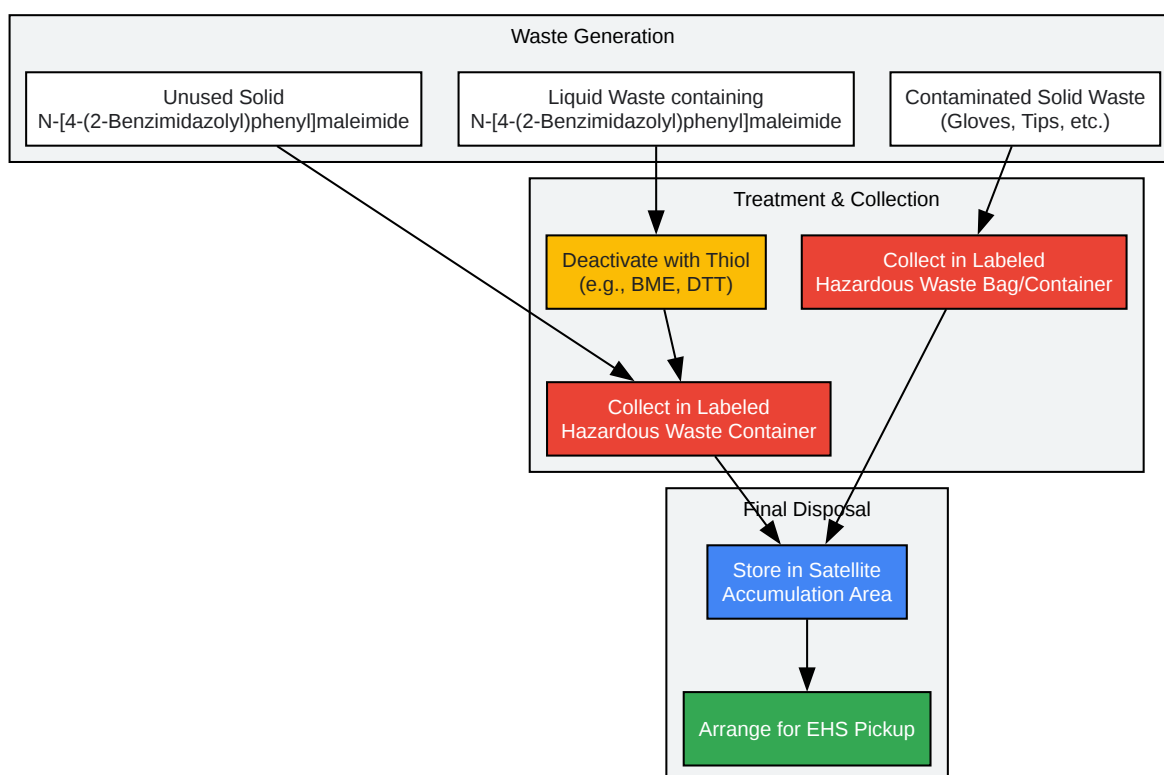 Waste Generation
Unused Solid
N-[4-(2-Benzimidazolyl)phenyl]maleimide
Liquid Waste containing
N-[4-(2-Benzimidazolyl)phenyl]maleimide
Contaminated Solid Waste
(Gloves, Tips, etc.)
Treatment & Collection
Deactivate with Thiol
(e.g., BME, DTT)
Collect in Labeled
Hazardous Waste Bag/Container
Collect in Labeled
Hazardous Waste Container
Final Disposal
Store in Satellite
Accumulation Area
Arrange for EHS Pickup